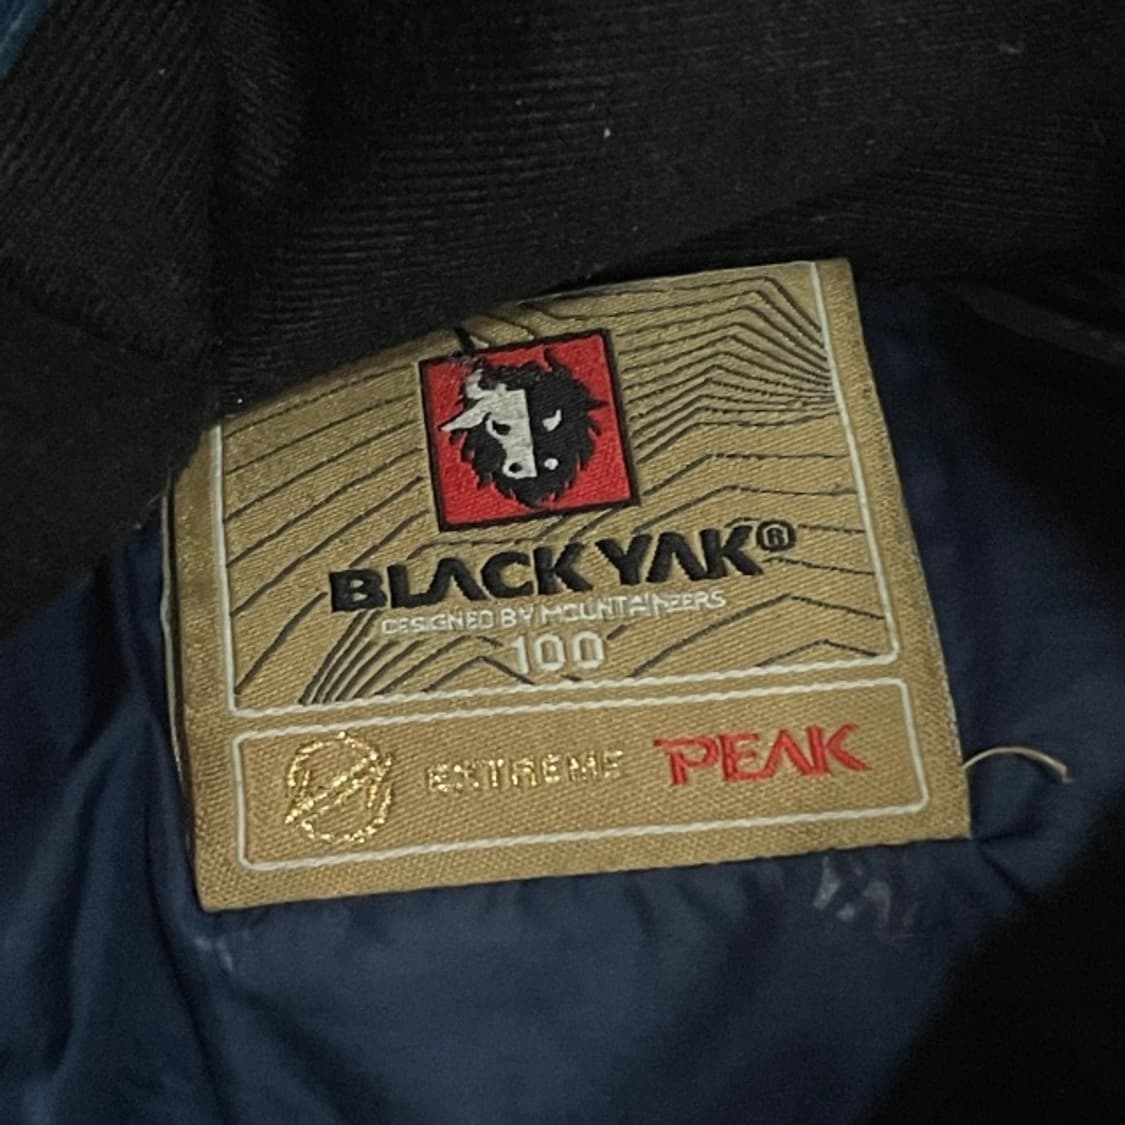 BLACK YAK®
DESIGNED BY MOUNTAINEERS
100
EXTREME PEAK